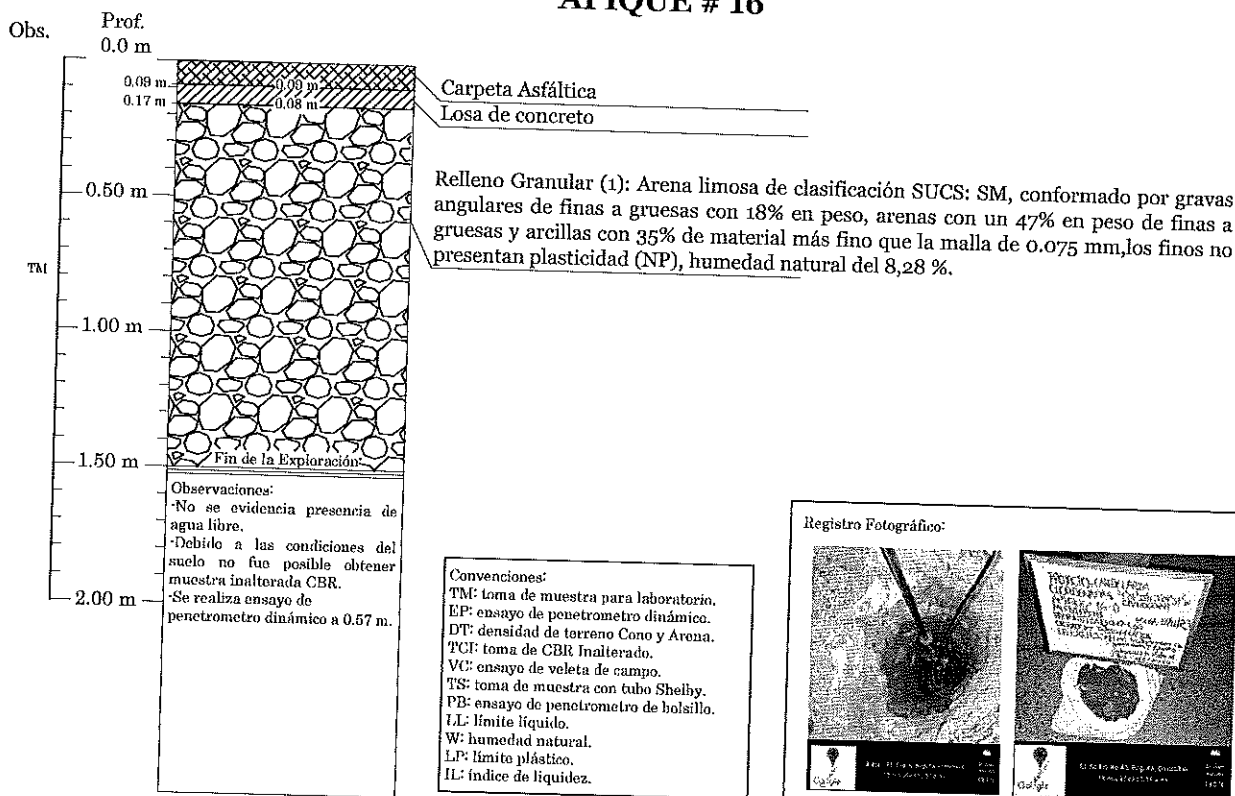 APIQUE # 16
Obs.
Prof.
0.0 m
0.09 m
0.17 m
0.09 m
0.08 m
0.50 m
TM
1.00 m
1.50 m
2.00 m
Carpeta Asfáltica
Losa de concreto
Relleno Granular (1): Arena limosa de clasificación SUCS: SM, conformado por gravas
angulares de finas a gruesas con 18% en peso, arenas con un 47% en peso de finas a
gruesas y arcillas con 35% de material más fino que la malla de 0.075 mm,los finos no
presentan plasticidad (NP), humedad natural del 8,28 %.
Fin de la Exploración
Observaciones:
-No se evidencia presencia de
agua libre.
-Debido a las condiciones del
suelo no fue posible obtener
muestra inalterada CBR.
-Se realiza ensayo de
penetrometro dinámico a 0.57 m.
Convenciones:
TM: toma de muestra para laboratorio.
EP: ensayo de penetrometro dinámico.
DT: densidad de terreno Cono y Arena.
TCI: toma de CBR Inalterado.
VC: ensayo de veleta de campo.
TS: toma de muestra con tubo Shelby.
PB: ensayo de penetrometro de bolsillo.
LL: límite líquido.
W: humedad natural.
LP: límite plástico.
IL: índice de liquidez.
Registro Fotográfico:
Google
Google